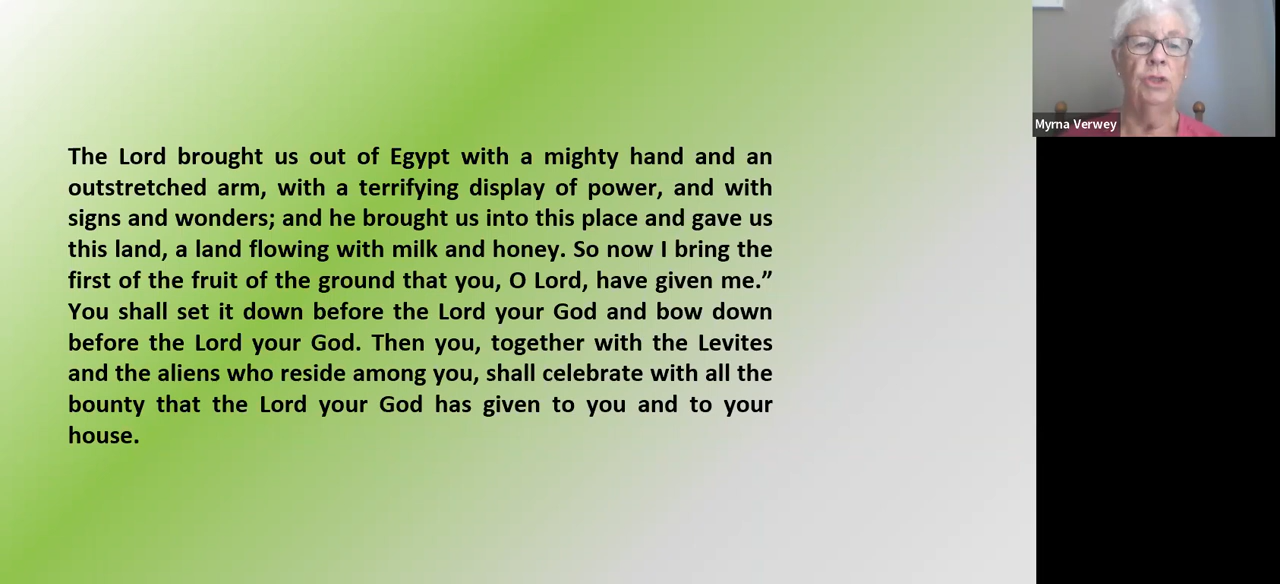 The Lord brought us out of Egypt with a mighty hand and an
outstretched arm, with a terrifying display of power, and with
signs and wonders; and he brought us into this place and gave us
this land, a land flowing with milk and honey. So now I bring the
first of the fruit of the ground that you, O Lord, have given me.”
You shall set it down before the Lord your God and bow down
before the Lord your God. Then you, together with the Levites
and the aliens who reside among you, shall celebrate with all the
bounty that the Lord your God has given to you and to your
house.
Myrna Verwey